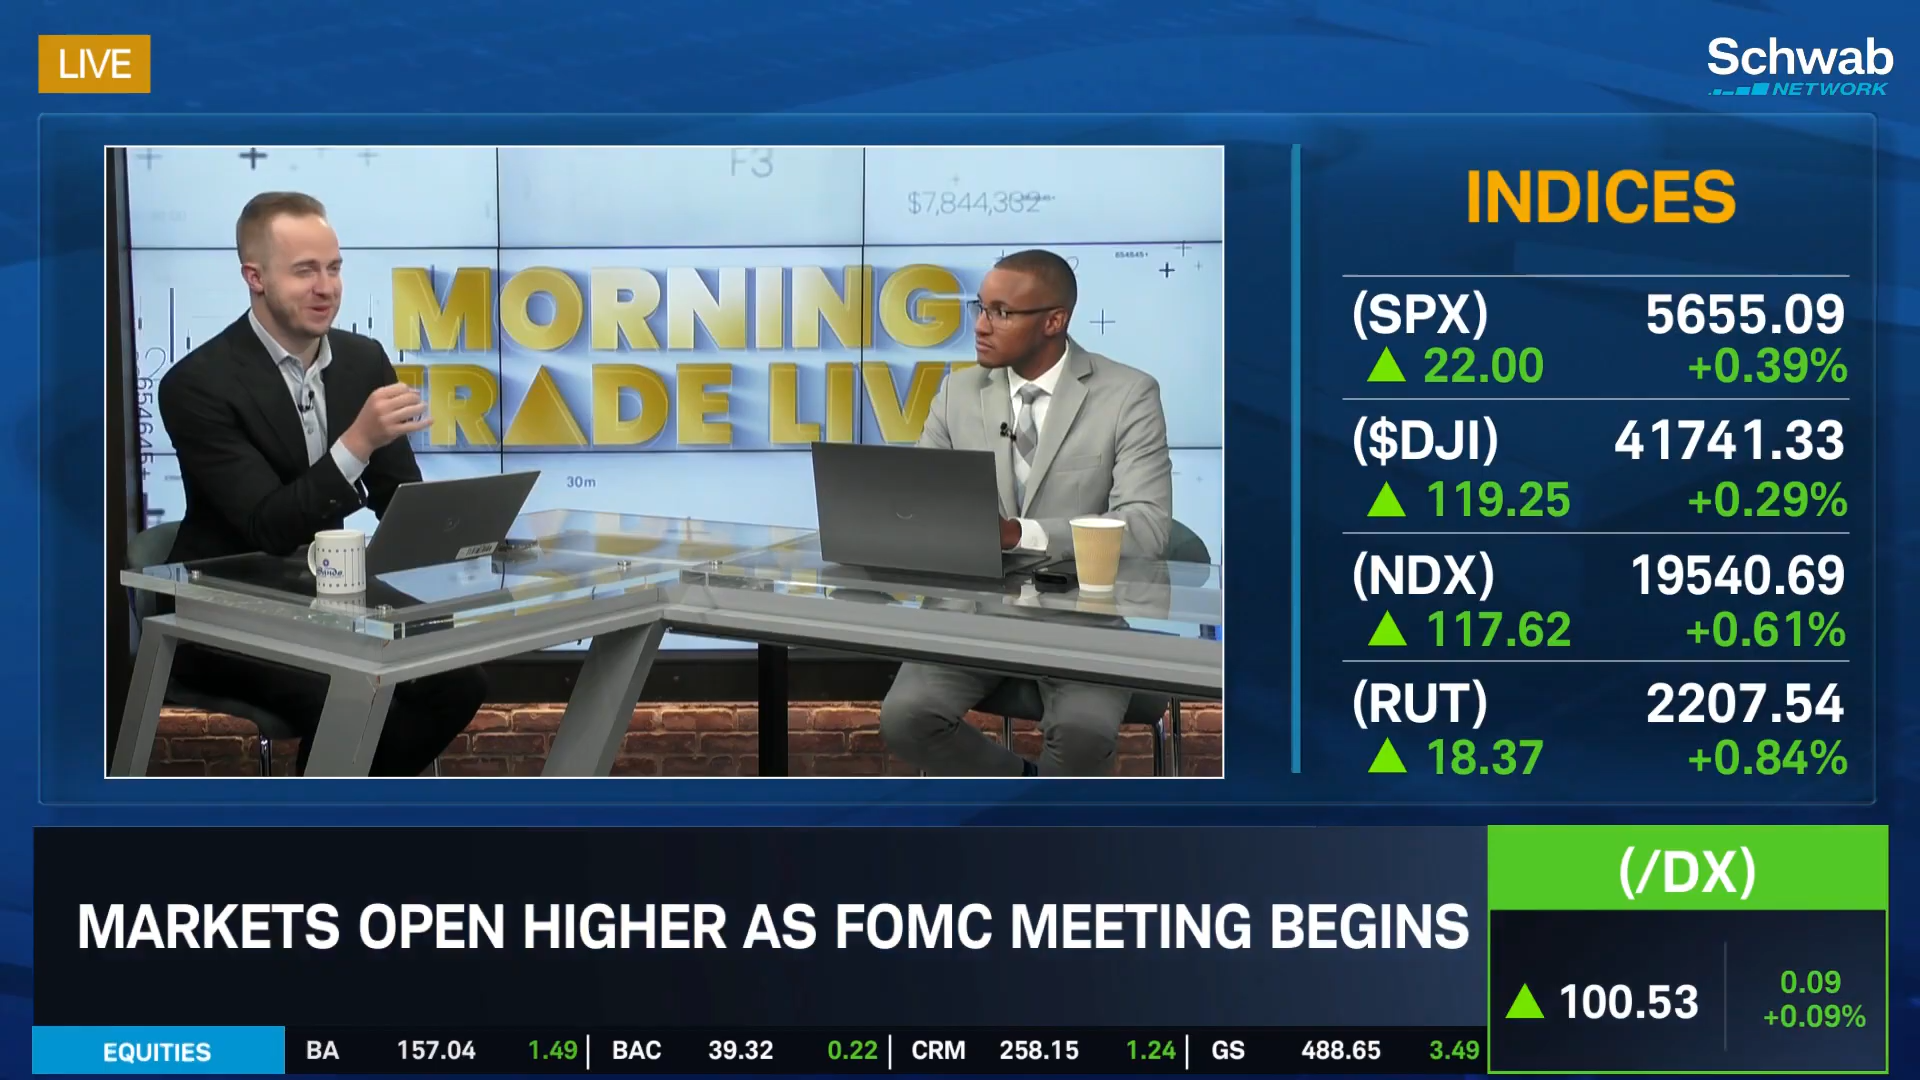 LIVE
Schwab
NETWORK
F3
MORNING
TRADE LIV
30m
INDICES
(SPX) 5655.09
▲ 22.00 +0.39%
($DJI) 41741.33
▲ 119.25 +0.29%
(NDX) 19540.69
▲ 117.62 +0.61%
(RUT) 2207.54
▲ 18.37 +0.84%
MARKETS OPEN HIGHER AS FOMC MEETING BEGINS
(/DX)
▲ 100.53 0.09
+0.09%
EQUITIES BA 157.04 1.49 BAC 39.32 0.22 CRM 258.15 1.24 GS 488.65 3.49